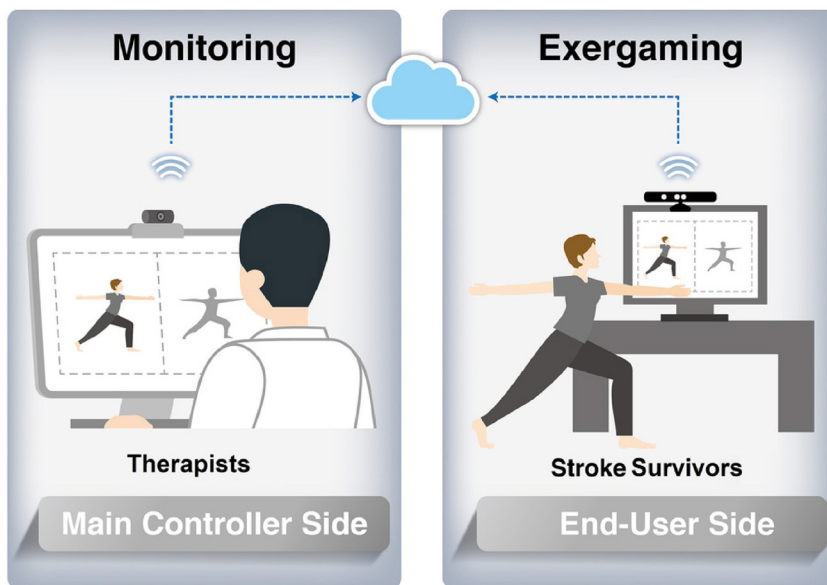 Monitoring
Exergaming
Therapists
Stroke Survivors
Main Controller Side
End-User Side